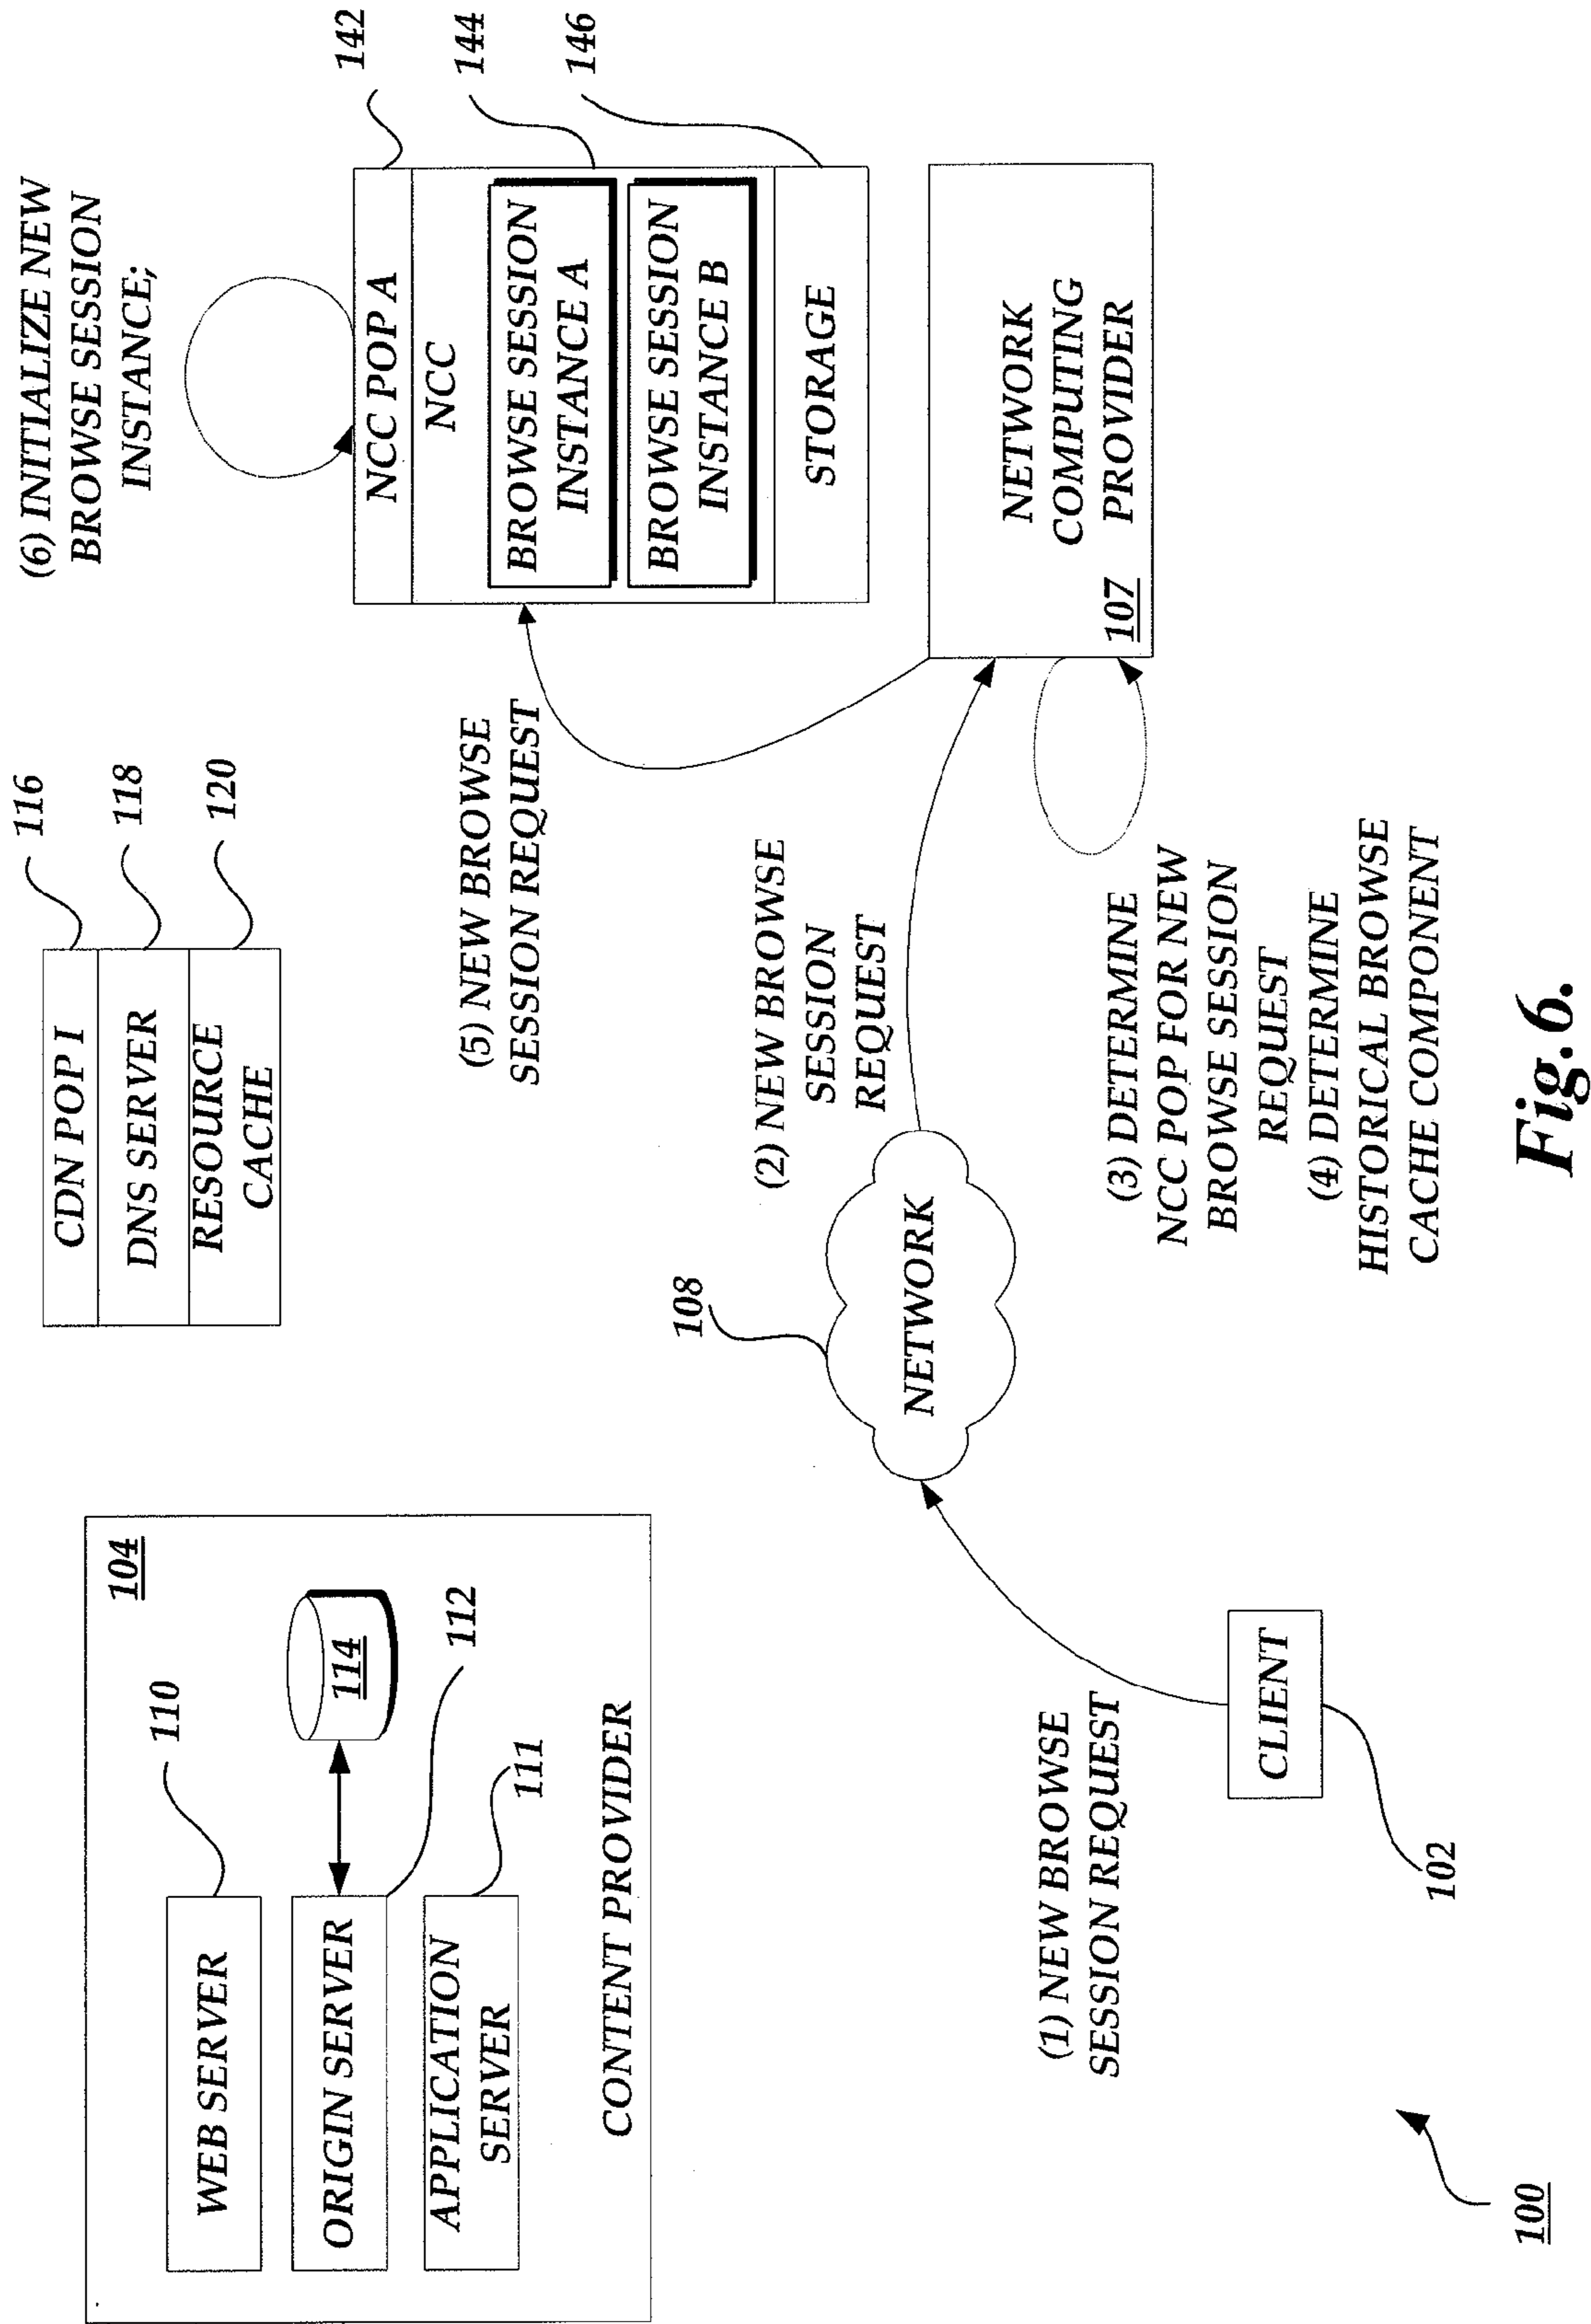 104
WEB SERVER
110
ORIGIN SERVER
114
112
APPLICATION
SERVER
111
CONTENT PROVIDER
CDN POP I
116
DNS SERVER
118
RESOURCE
CACHE
120
(6) INITIALIZE NEW
BROWSE SESSION
INSTANCE;
NCC POP A
142
NCC
144
BROWSE SESSION
INSTANCE A
BROWSE SESSION
INSTANCE B
STORAGE
146
(5) NEW BROWSE
SESSION REQUEST
108
NETWORK
(2) NEW BROWSE
SESSION
REQUEST
NETWORK
COMPUTING
PROVIDER
107
(1) NEW BROWSE
SESSION REQUEST
CLIENT
102
(3) DETERMINE
NCC POP FOR NEW
BROWSE SESSION
REQUEST
(4) DETERMINE
HISTORICAL BROWSE
CACHE COMPONENT
100
Fig.6.